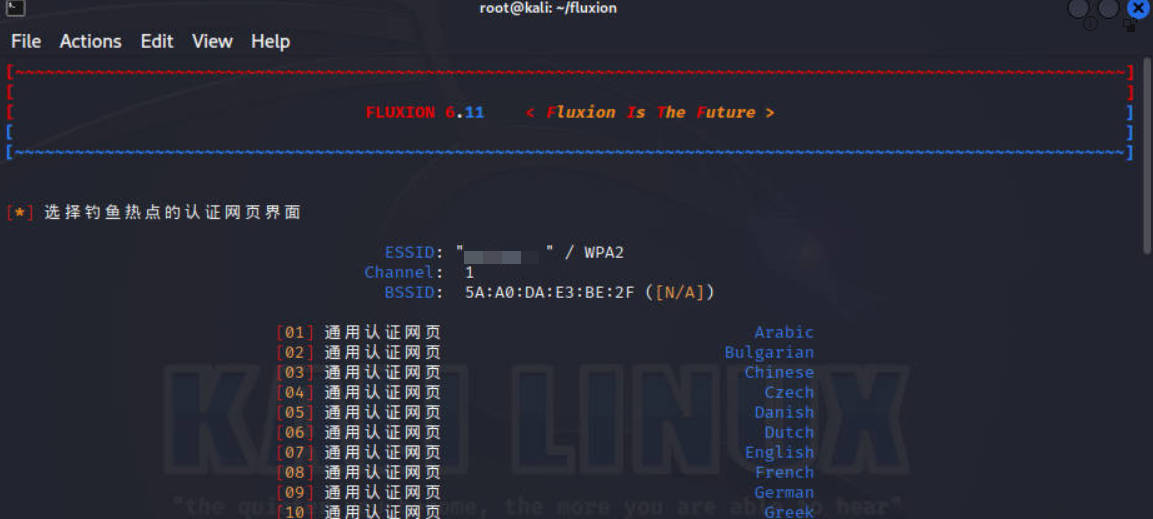 root@kali: ~/fluxion
File Actions Edit View Help
[~~~~~~~~~~~~~~~~~~~~~~~~~~~~~~~~~~~~~~~~~~~~~~~~~~~~~~~~~~~~~~~~~~~~~~~~~~~~~~~~~~~~~~~~~~~~~~~~~~~~~~~~~~~~~~]
[ ]
[ FLUXION 6.11 < Fluxion Is The Future > ]
[ ]
[~~~~~~~~~~~~~~~~~~~~~~~~~~~~~~~~~~~~~~~~~~~~~~~~~~~~~~~~~~~~~~~~~~~~~~~~~~~~~~~~~~~~~~~~~~~~~~~~~~~~~~~~~~~~~~]
[*] 选择钓鱼热点的认证网页界面
ESSID: " " / WPA2
Channel: 1
BSSID: 5A:A0:DA:E3:BE:2F ([N/A])
[01] 通用认证网页 Arabic
[02] 通用认证网页 Bulgarian
[03] 通用认证网页 Chinese
[04] 通用认证网页 Czech
[05] 通用认证网页 Danish
[06] 通用认证网页 Dutch
[07] 通用认证网页 English
[08] 通用认证网页 French
[09] 通用认证网页 German
[10] 通用认证网页 Greek
KALI LINUX
"the qui ome, the more you are able to hear"